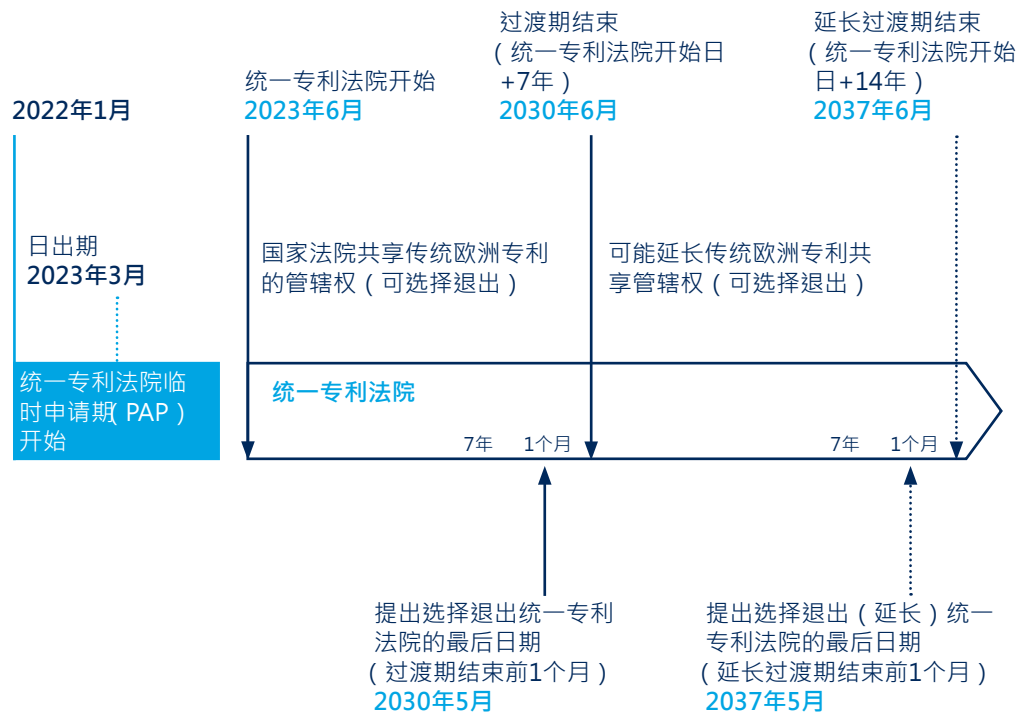 2022年1月
统一专利法院开始
2023年6月
过渡期结束
（统一专利法院开始日
+7年）
2030年6月
延长过渡期结束
（统一专利法院开始
日+14年）
2037年6月
日出期
2023年3月
国家法院共享传统欧洲专利
的管辖权（可选择退出）
可能延长传统欧洲专利共
享管辖权（可选择退出）
统一专利法院临
时申请期（PAP）
开始
统一专利法院
7年
1个月
7年
1个月
提出选择退出统一专利
法院的最后日期
（过渡期结束前1个月）
2030年5月
提出选择退出（延长）统一
专利法院的最后日期
（延长过渡期结束前1个月）
2037年5月